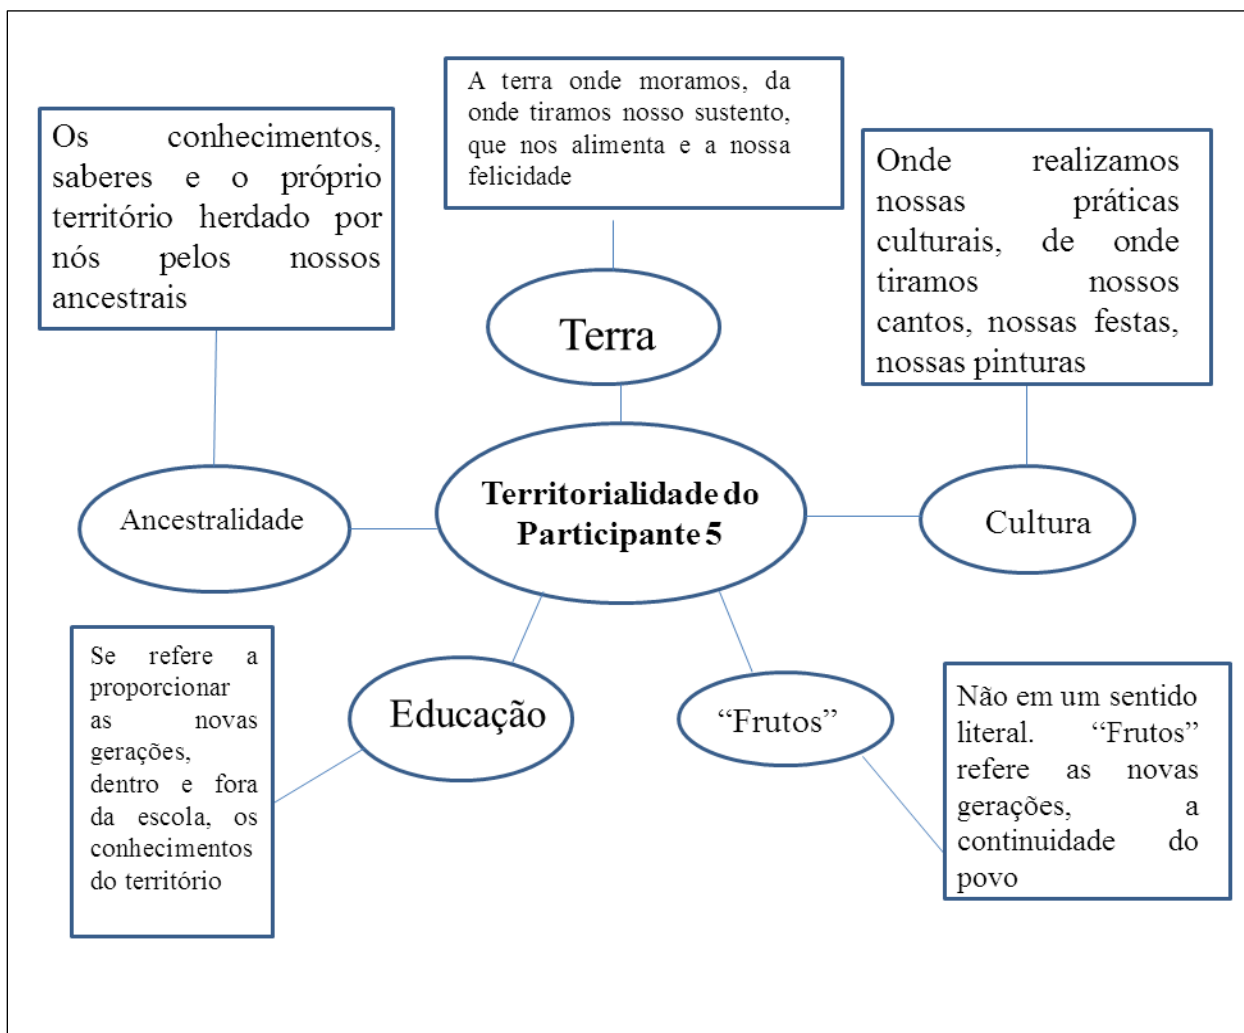 A terra onde moramos, da
onde tiramos nosso sustento,
que nos alimenta e a nossa
felicidade
Os conhecimentos,
saberes e o próprio
território herdado por
nós pelos nossos
ancestrais
Onde realizamos
nossas práticas
culturais, de onde
tiramos nossos
cantos, nossas festas,
nossas pinturas
Terra
Territorialidade do
Participante 5
Ancestralidade
Cultura
Educação
“Frutos”
Se refere a
proporcionar
as novas
gerações,
dentro e fora
da escola, os
conhecimentos
do território
Não em um sentido
literal. “Frutos”
refere as novas
gerações, a
continuidade do
povo